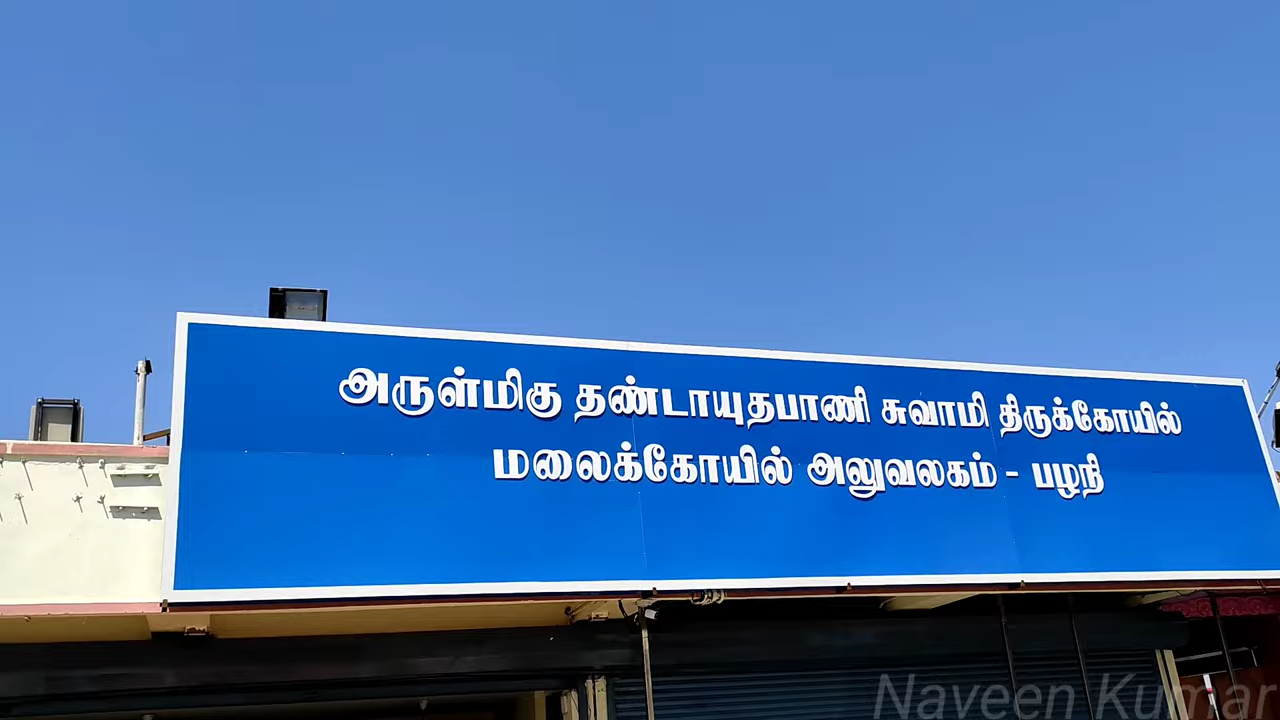 அருள்மிகு தண்டாயுதபாணி சுவாமி திருக்கோயில்
மலைக்கோயில் அலுவலகம் - பழநி
Naveen Kumar